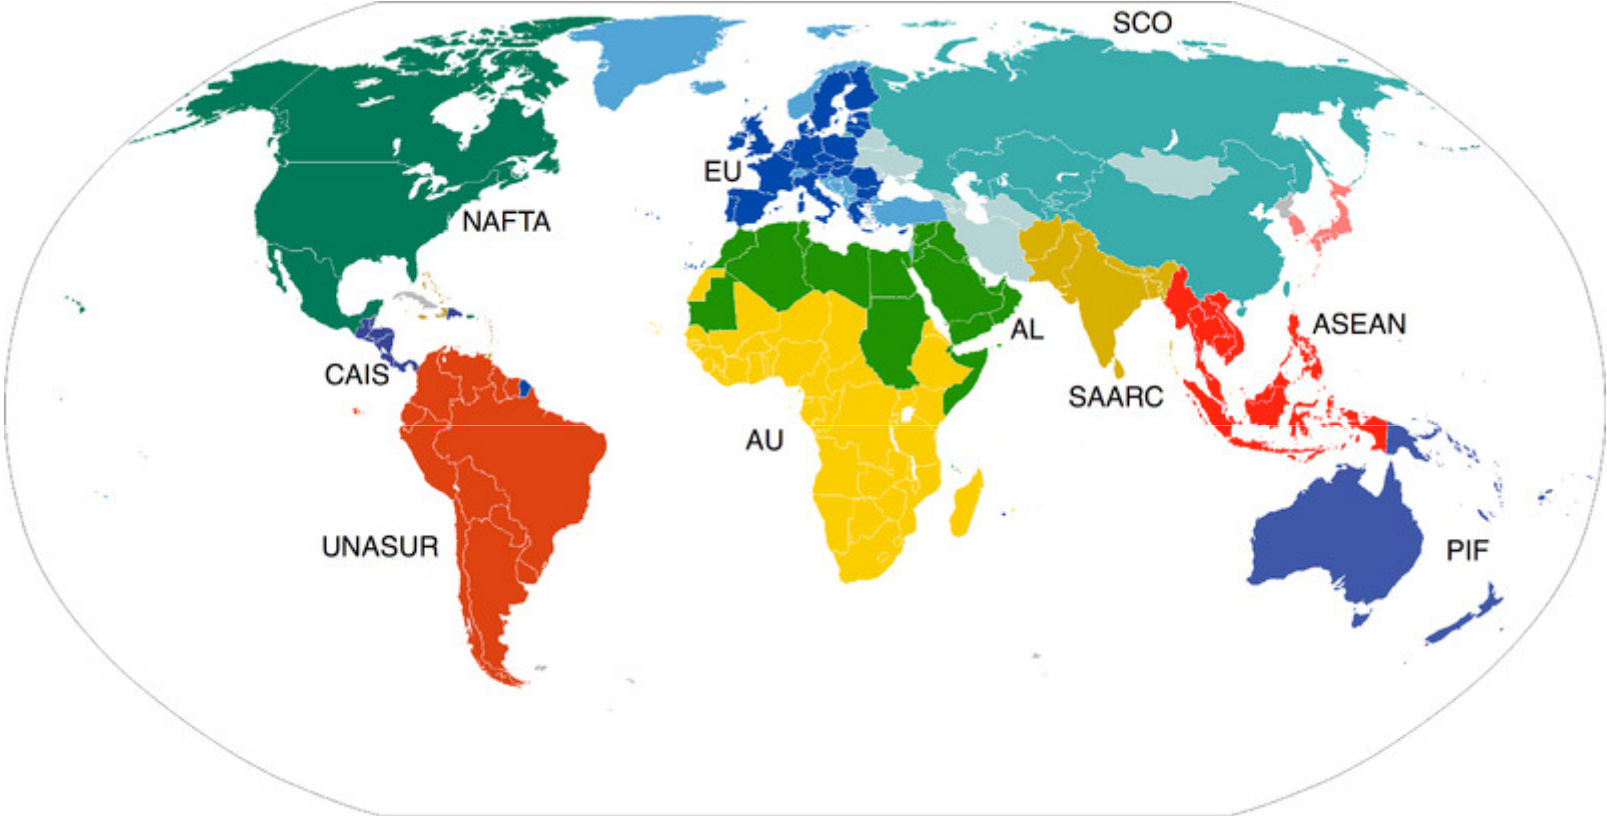 SCO
EU
NAFTA
AL
ASEAN
CAIS
SAARC
AU
UNASUR
PIF